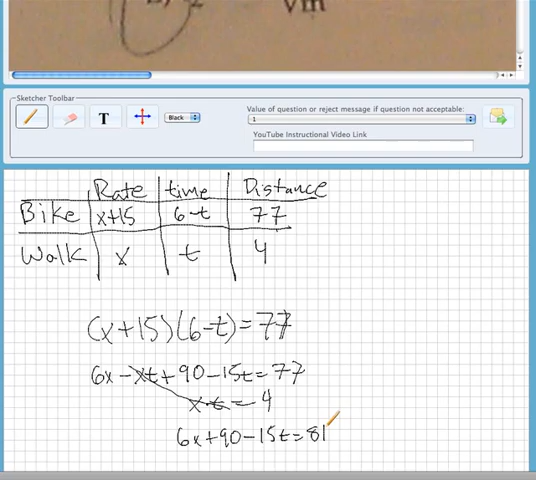 Vm
Sketcher Toolbar
T
Black
Value of question or reject message if question not acceptable:
1
YouTube Instructional Video Link
Rate time Distance
Bike x+15 6-t 77
Walk x t 4
(x+15)(6-t)=77
6x-xt+90-15t=77
xt=4
6x+90-15t=81